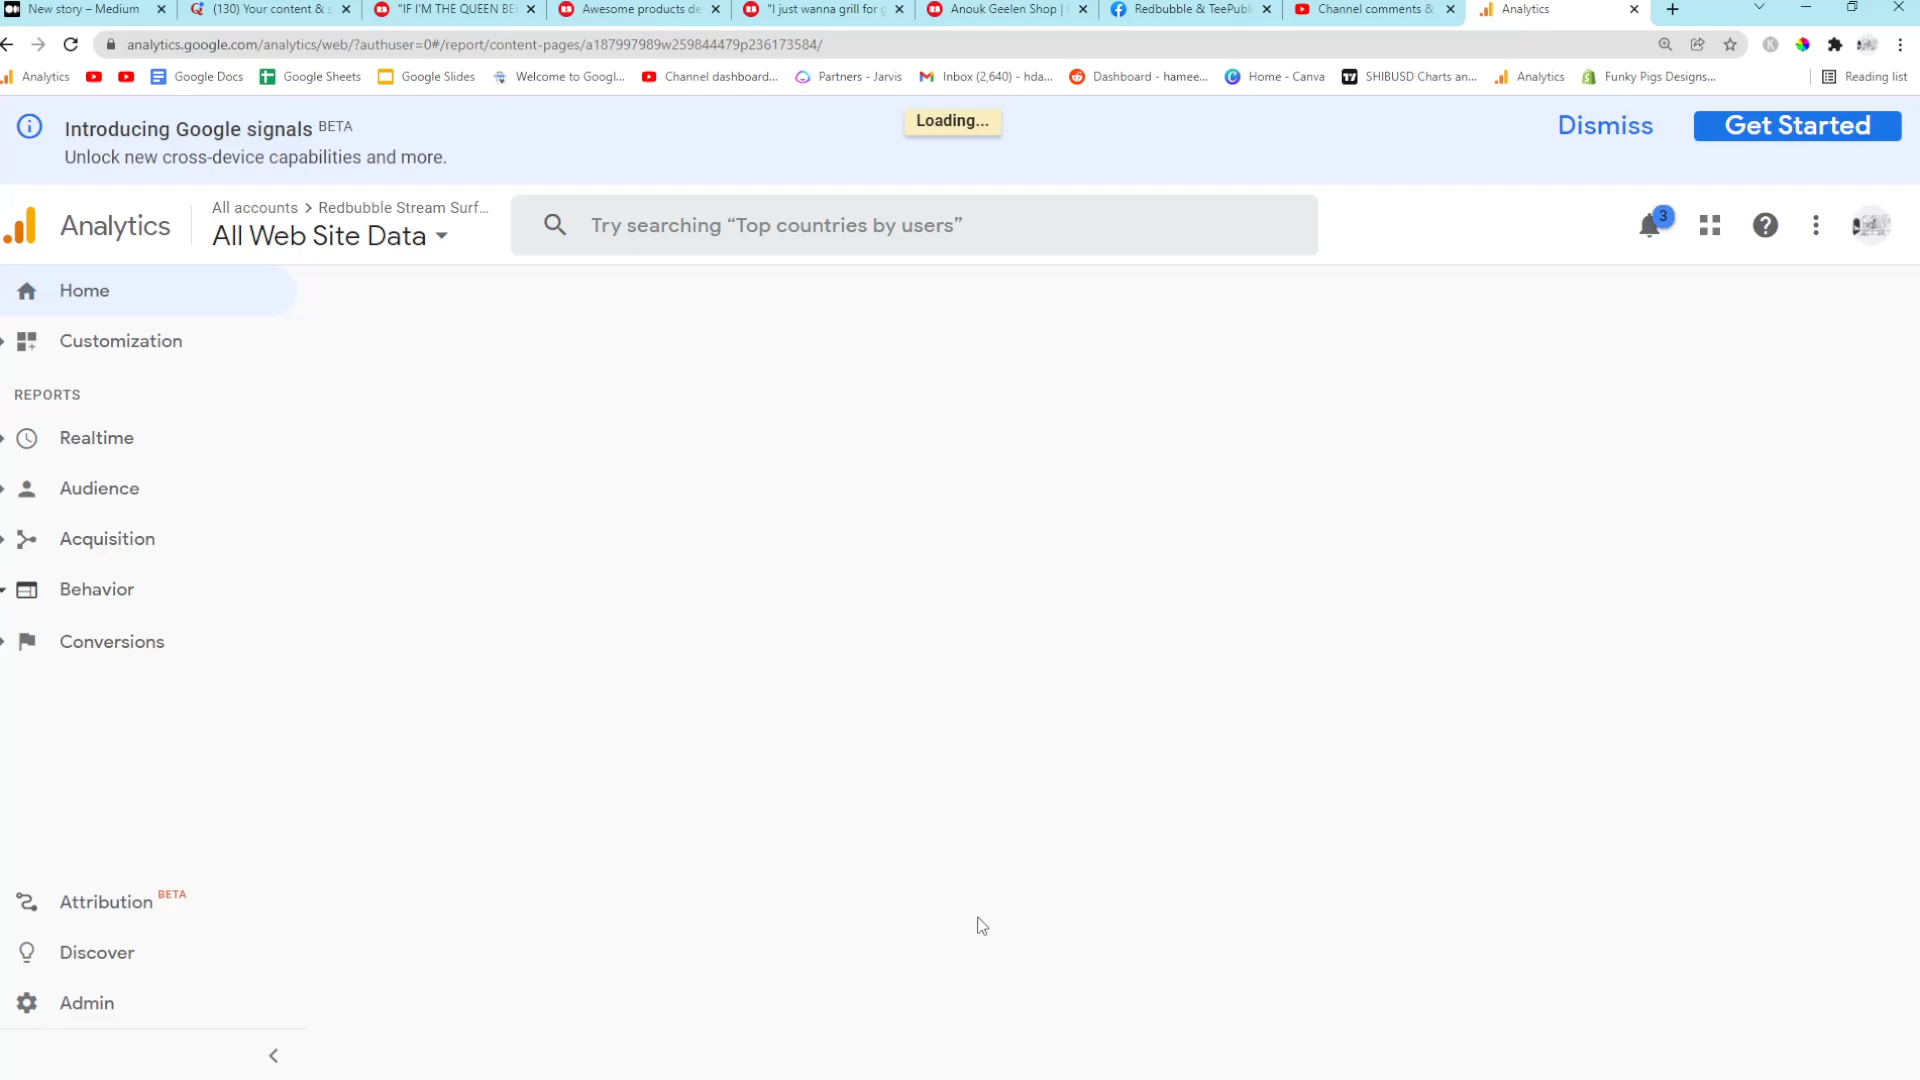 New story – Medium
(130) Your content & s
"IF I'M THE QUEEN BE
Awesome products de
"I just wanna grill for g
Anouk Geelen Shop |
Redbubble & TeePubl
Channel comments &
Analytics
analytics.google.com/analytics/web/?authuser=0#/report/content-pages/a187997989w259844479p236173584/
Analytics
Google Docs
Google Sheets
Google Slides
Welcome to Googl...
Channel dashboard...
Partners - Jarvis
Inbox (2,640) - hda...
Dashboard - hamee...
Home - Canva
SHIBUSD Charts an...
Analytics
Funky Pigs Designs...
Reading list
Introducing Google signals BETA
Unlock new cross-device capabilities and more.
Loading...
Dismiss
Get Started
Analytics
All accounts > Redbubble Stream Surf...
All Web Site Data
Try searching “Top countries by users”
3
Home
Customization
REPORTS
Realtime
Audience
Acquisition
Behavior
Conversions
Attribution BETA
Discover
Admin